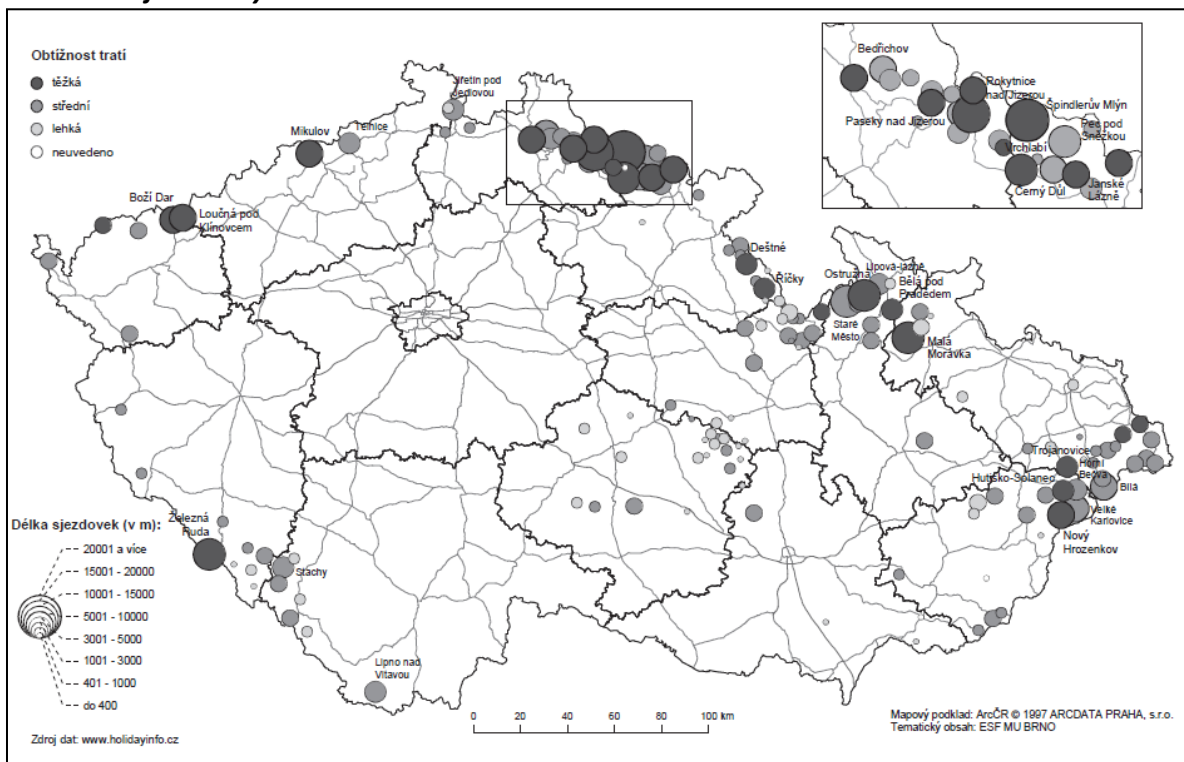 Obtížnost tratí
těžká
střední
lehká
neuvedeno
Jiřetín pod
Jedlovou
Mikulov
Telnice
Boží Dar
Loučná pod
Klínovcem
Bedřichov
Rokytnice
nad Jizerou
Paseky nad Jizerou
Špindlerův Mlýn
Pec pod
Sněžkou
Vrchlabí
Černý Důl
Janské
Lázně
Deštné
Říčky
Ostružná
Lipová-lázně
Bělá pod
Pradědem
Staré
Město
Malá
Morávka
Trojanovice
Horní
Bečva
Hutisko-Solanec
Bílá
Velké
Karlovice
Nový
Hrozenkov
Železná
Ruda
Stachy
Lipno nad
Vltavou
Délka sjezdovek (v m):
20001 a více
15001 - 20000
10001 - 15000
5001 - 10000
3001 - 5000
1001 - 3000
401 - 1000
do 400
0 20 40 60 80 100 km
Zdroj dat: www.holidayinfo.cz
Mapový podklad: ArcČR © 1997 ARCDATA PRAHA, s.r.o.
Tematický obsah: ESF MU BRNO